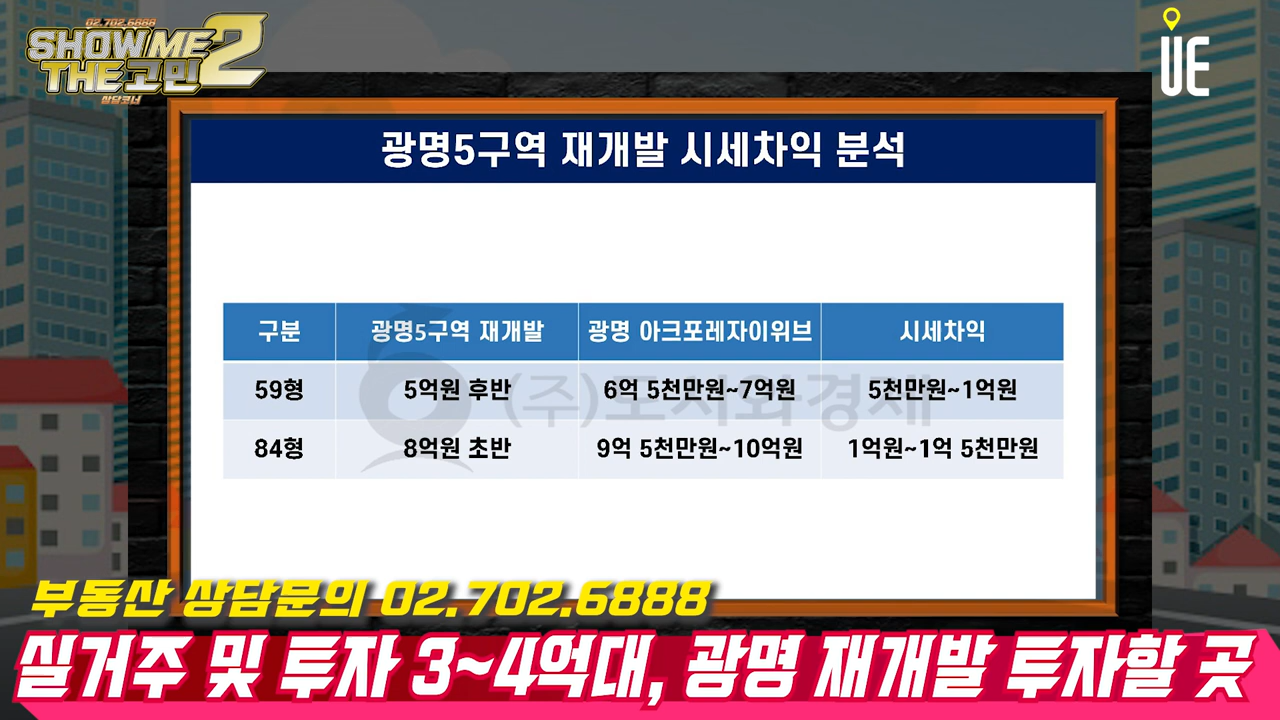 02.702.6888
SHOW ME
THE고민2
상담코너
UE
광명5구역 재개발 시세차익 분석
구분 광명5구역 재개발 광명 아크포레자이위브 시세차익
59형 5억원 후반 6억 5천만원~7억원 5천만원~1억원
84형 8억원 초반 9억 5천만원~10억원 1억원~1억 5천만원
(주)도시와경제
부동산 상담문의 02.702.6888
실거주 및 투자 3~4억대, 광명 재개발 투자할 곳